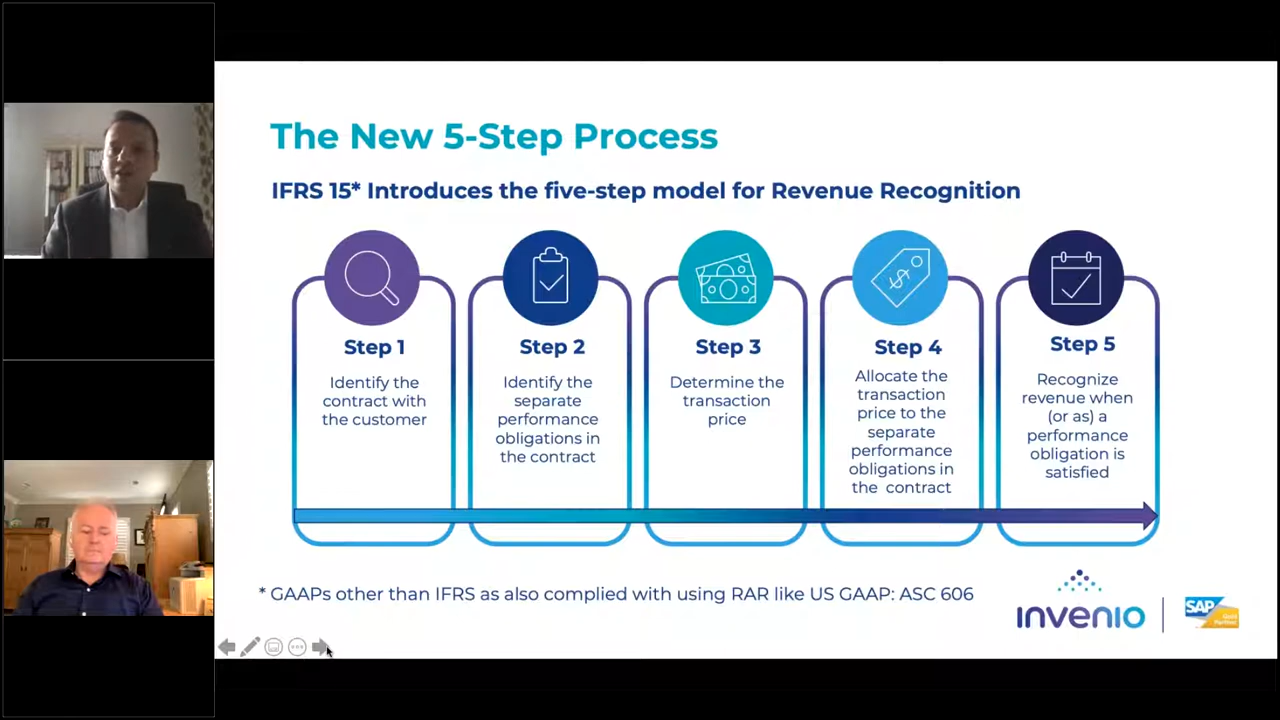 The New 5-Step Process
IFRS 15* Introduces the five-step model for Revenue Recognition
Step 1
Identify the
contract with
the customer
Step 2
Identify the
separate
performance
obligations in
the contract
Step 3
Determine the
transaction
price
Step 4
Allocate the
transaction
price to the
separate
performance
obligations in
the contract
Step 5
Recognize
revenue when
(or as) a
performance
obligation is
satisfied
* GAAPs other than IFRS as also complied with using RAR like US GAAP: ASC 606
invenio
SAP
Gold
Partner